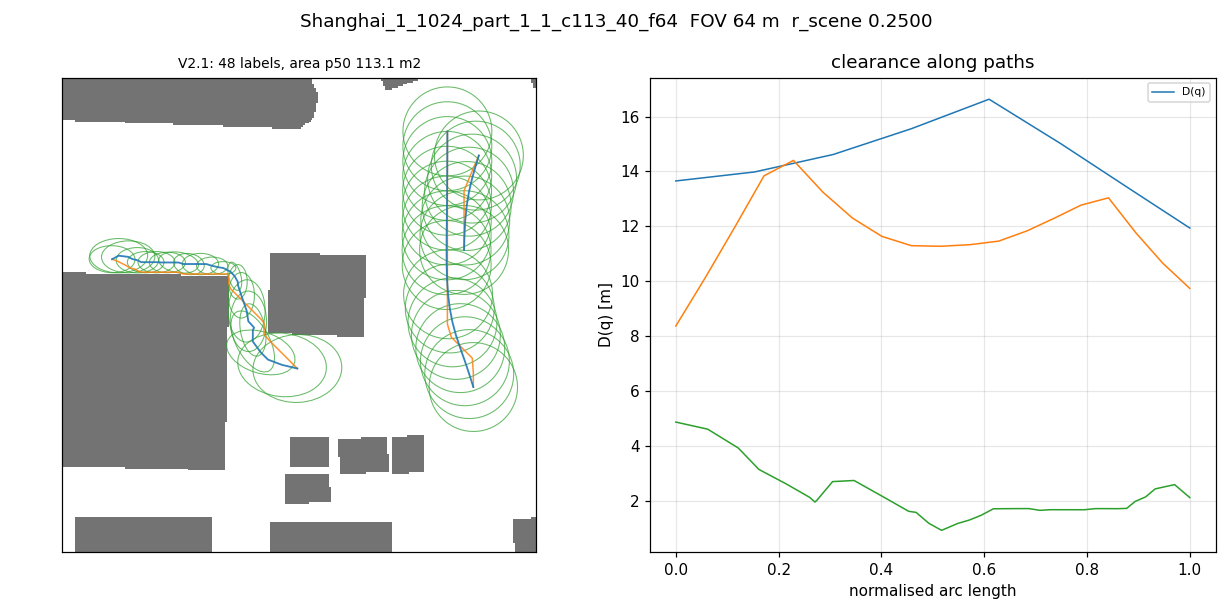 Shanghai_1_1024_part_1_1_c113_40_f64  FOV 64 m  r_scene 0.2500
V2.1: 48 labels, area p50 113.1 m2
clearance along paths
D(q)
D(q) [m]
16
14
12
10
8
6
4
2
0.0 0.2 0.4 0.6 0.8 1.0
normalised arc length